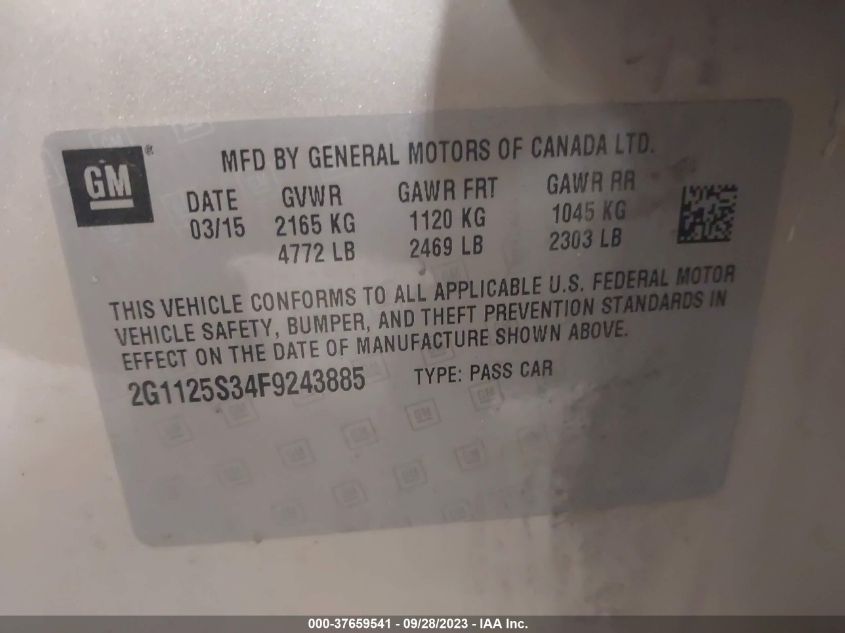 GM®
MFD BY GENERAL MOTORS OF CANADA LTD.
DATE GVWR GAWR FRT GAWR RR
03/15 2165 KG 1120 KG 1045 KG
4772 LB 2469 LB 2303 LB
THIS VEHICLE CONFORMS TO ALL APPLICABLE U.S. FEDERAL MOTOR
VEHICLE SAFETY, BUMPER, AND THEFT PREVENTION STANDARDS IN
EFFECT ON THE DATE OF MANUFACTURE SHOWN ABOVE.
2G1125S34F9243885 TYPE: PASS CAR
000-37659541 - 09/28/2023 - IAA Inc.